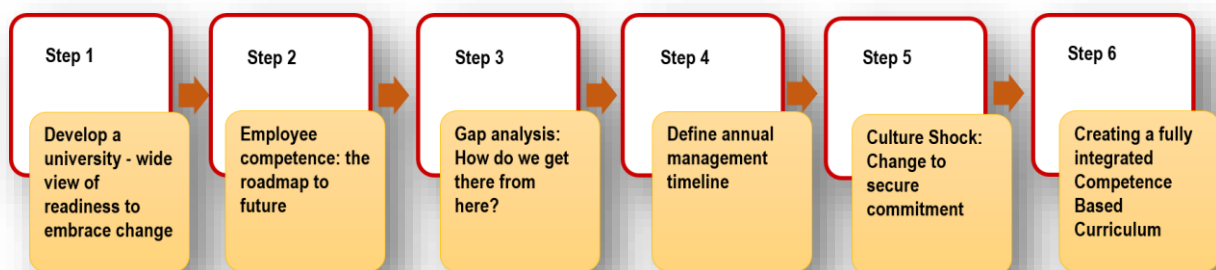 Step 1
Develop a
university - wide
view of
readiness to
embrace change
Step 2
Employee
competence: the
roadmap to
future
Step 3
Gap analysis:
How do we get
there from
here?
Step 4
Define annual
management
timeline
Step 5
Culture Shock:
Change to
secure
commitment
Step 6
Creating a fully
integrated
Competence
Based
Curriculum